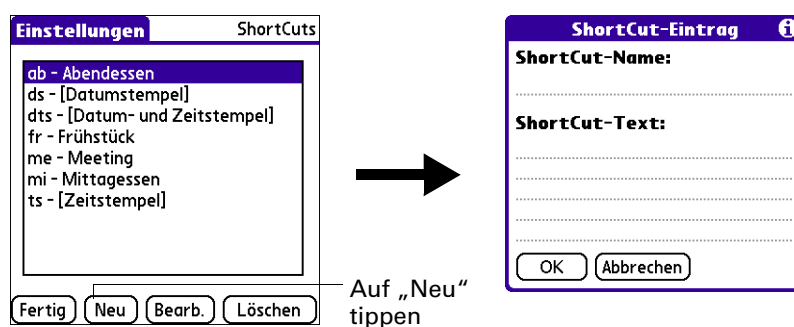 Einstellungen ShortCuts
ab - Abendessen
ds - [Datumstempel]
dts - [Datum- und Zeitstempel]
fr - Frühstück
me - Meeting
mi - Mittagessen
ts - [Zeitstempel]
Fertig Neu Bearb. Löschen
Auf „Neu“
tippen
ShortCut-Eintrag i
ShortCut-Name:
ShortCut-Text:
OK Abbrechen